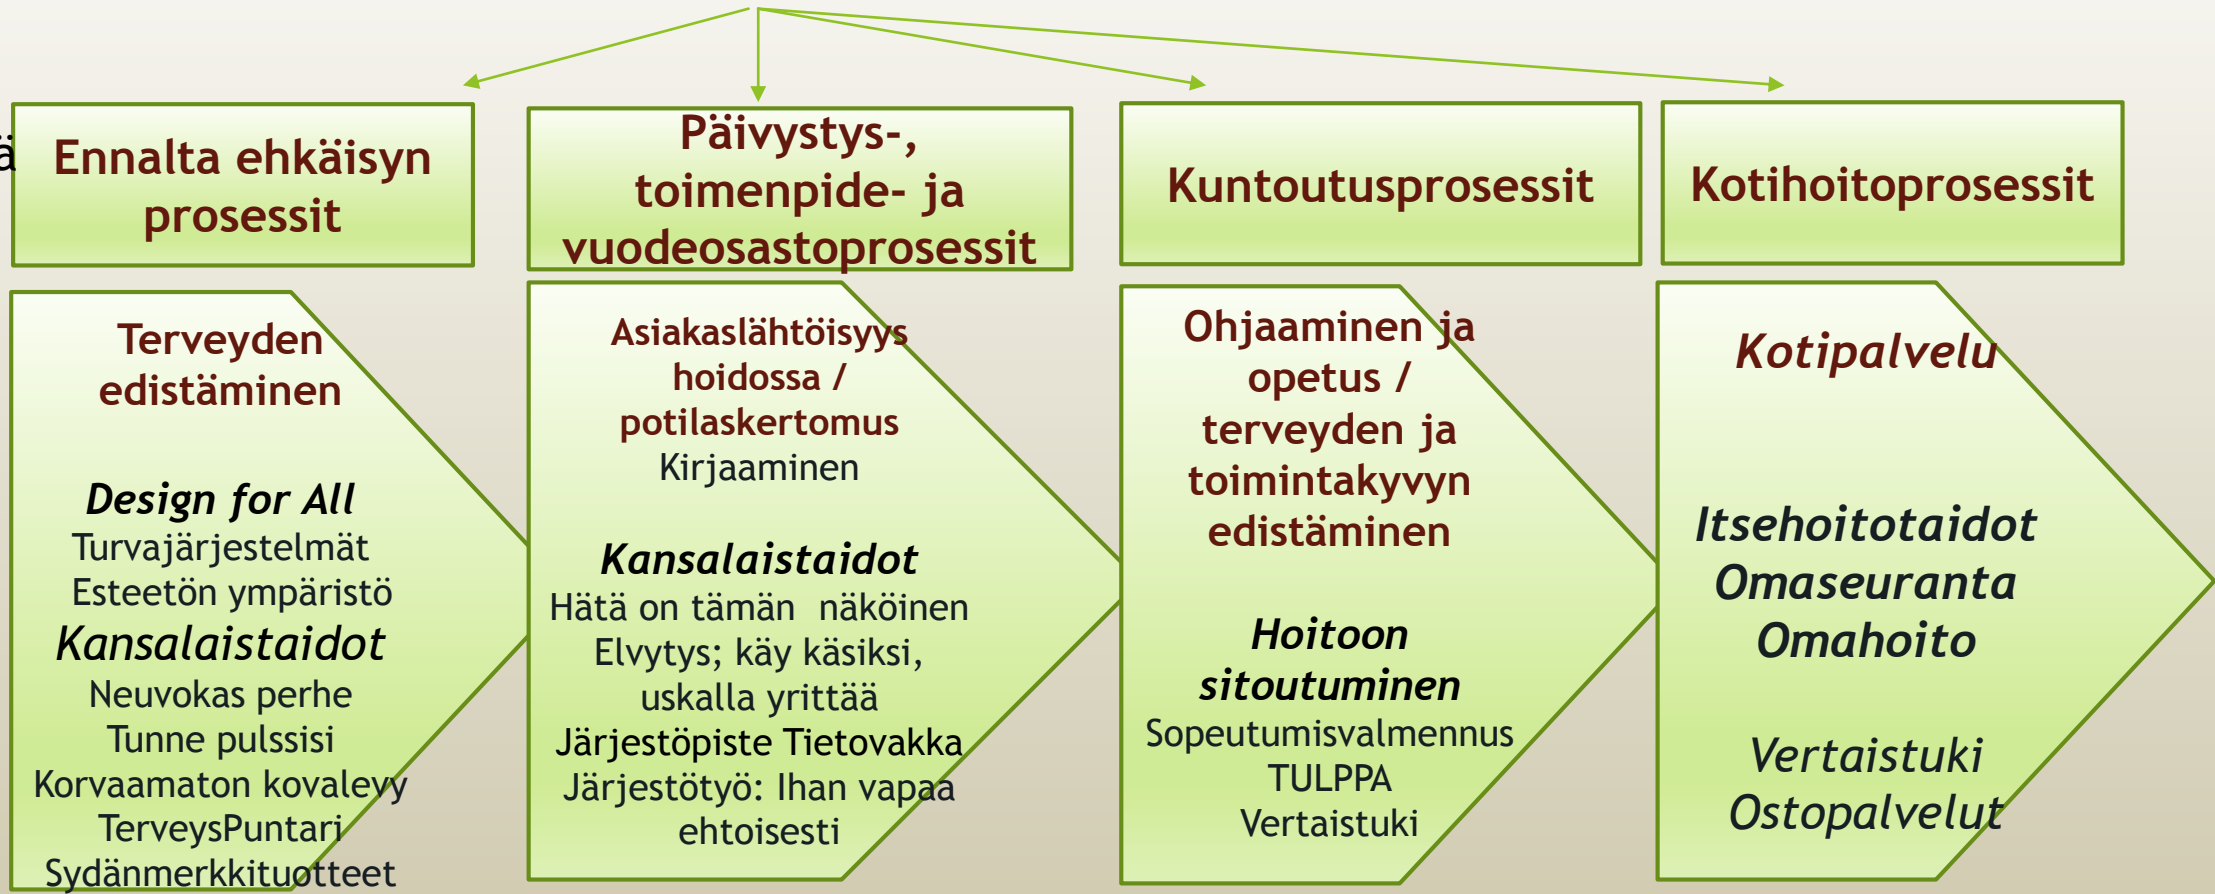 ä
Ennalta ehkäisyn
prosessit
Päivystys-,
toimenpide- ja
vuodeosastoprosessit
Kuntoutusprosessit
Kotihoitoprosessit
Terveyden
edistäminen
Design for All
Turvajärjestelmät
Esteetön ympäristö
Kansalaistaidot
Neuvokas perhe
Tunne pulssisi
Korvaamaton kovalevy
TerveysPuntari
Sydänmerkkituotteet
Asiakaslähtöisyys
hoidossa /
potilaskertomus
Kirjaaminen
Kansalaistaidot
Hätä on tämän  näköinen
Elvytys; käy käsiksi,
uskalla yrittää
Järjestöpiste Tietovakka
Järjestötyö: Ihan vapaa
ehtoisesti
Ohjaaminen ja
opetus /
terveyden ja
toimintakyvyn
edistäminen
Hoitoon
sitoutuminen
Sopeutumisvalmennus
TULPPA
Vertaistuki
Kotipalvelu
Itsehoitotaidot
Omaseuranta
Omahoito
Vertaistuki
Ostopalvelut